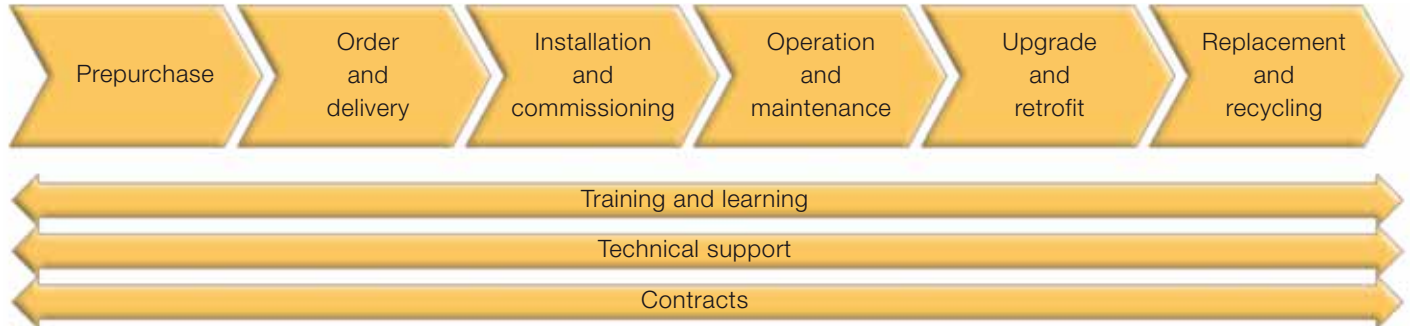 Prepurchase
Order
and
delivery
Installation
and
commissioning
Operation
and
maintenance
Upgrade
and
retrofit
Replacement
and
recycling
Training and learning
Technical support
Contracts